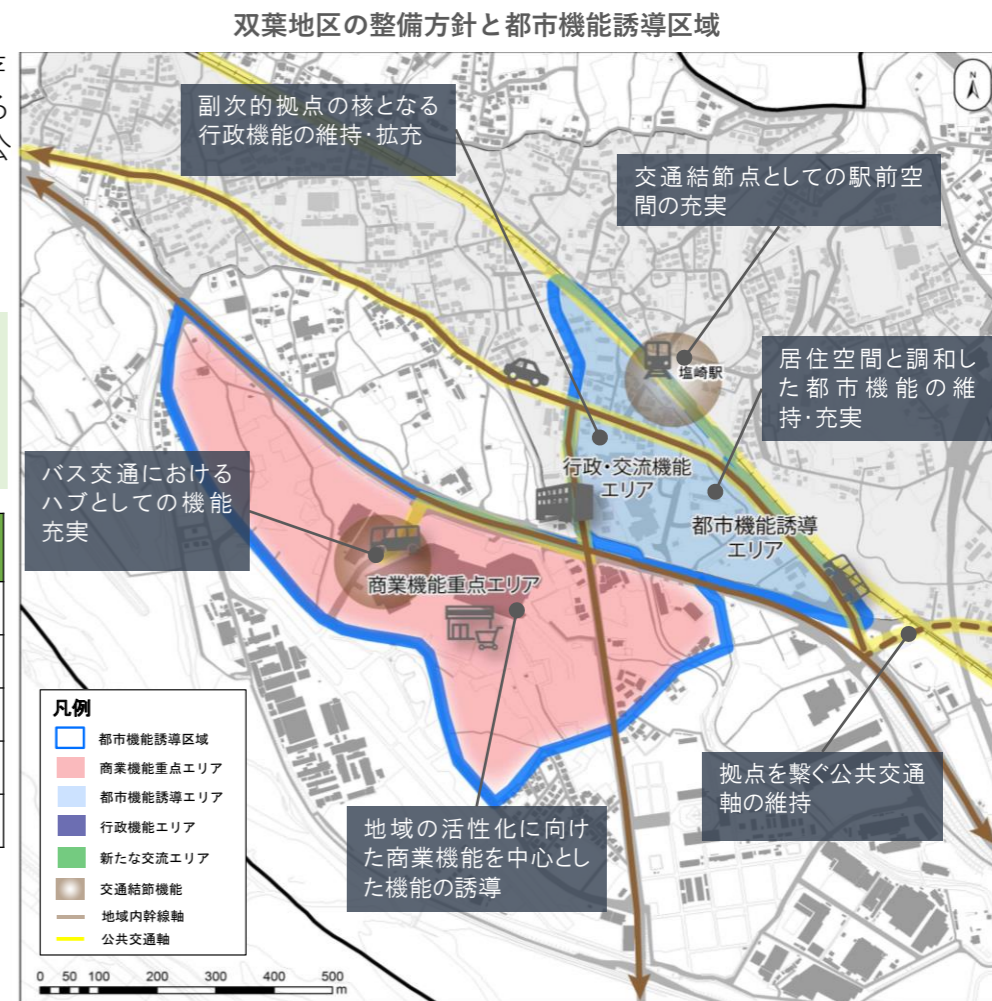 双葉地区の整備方針と都市機能誘導区域
副次的拠点の核となる
行政機能の維持・拡充
N
交通結節点としての駅前空
間の充実
塩崎駅
居住空間と調和し
た都市機能の維
持・充実
行政・交流機能
エリア
都市機能誘導
エリア
バス交通における
ハブとしての機能
充実
商業機能重点エリア
拠点を繋ぐ公共交通
軸の維持
地域の活性化に向け
た商業機能を中心とし
た機能の誘導
凡例
都市機能誘導区域
商業機能重点エリア
都市機能誘導エリア
行政機能エリア
新たな交流エリア
交通結節機能
地域内幹線軸
公共交通軸
0 50 100 200 300 400 500
m